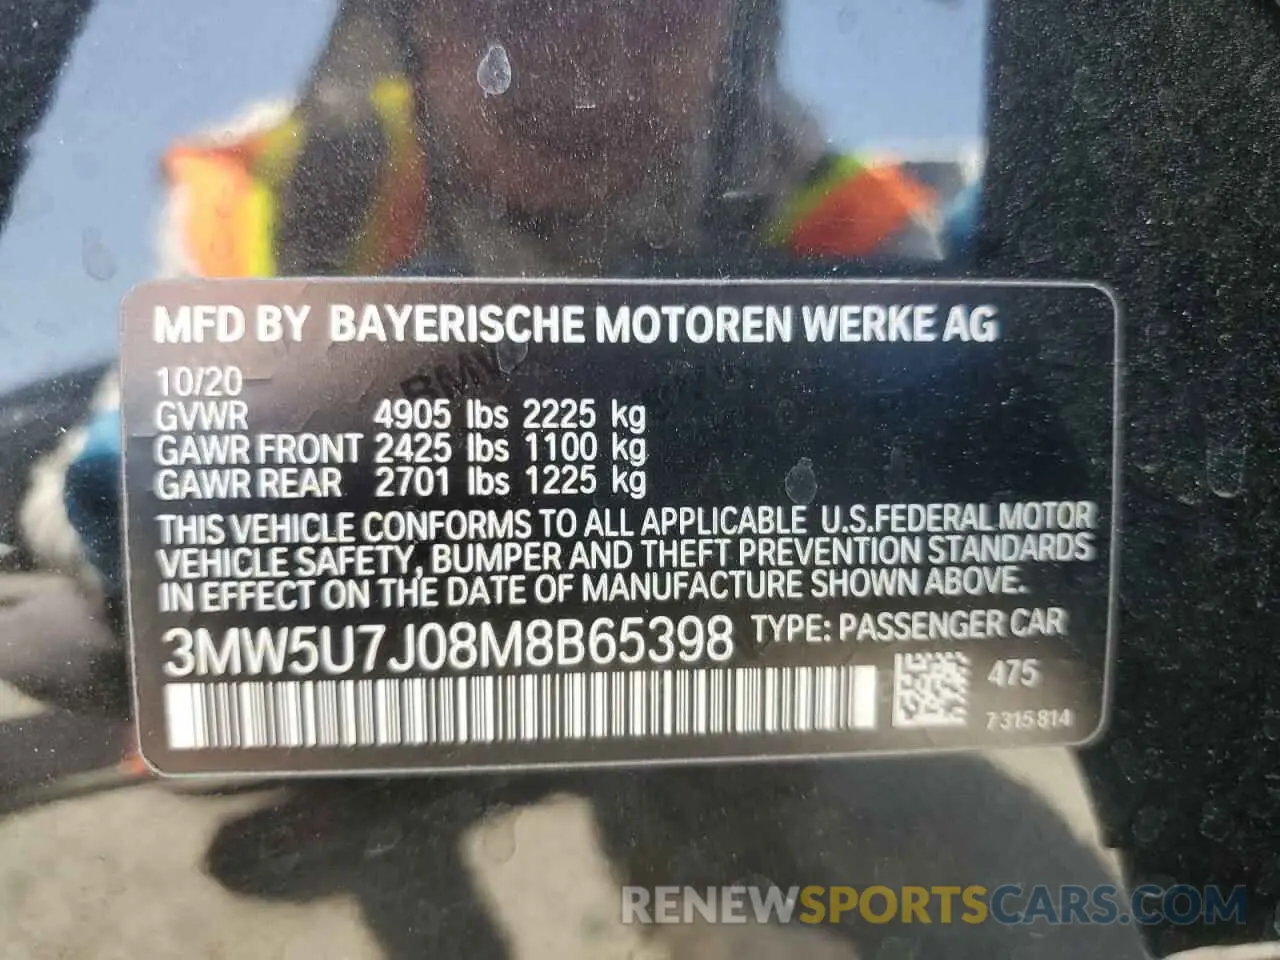 MFD BY BAYERISCHE MOTOREN WERKE AG
10/20
GVWR 4905 lbs 2225 kg
GAWR FRONT 2425 lbs 1100 kg
GAWR REAR 2701 lbs 1225 kg
THIS VEHICLE CONFORMS TO ALL APPLICABLE U.S.FEDERAL MOTOR
VEHICLE SAFETY, BUMPER AND THEFT PREVENTION STANDARDS
IN EFFECT ON THE DATE OF MANUFACTURE SHOWN ABOVE.
3MW5U7J08M8B65398 TYPE: PASSENGER CAR
475
7315814
RENEWSPORTSCARS.COM